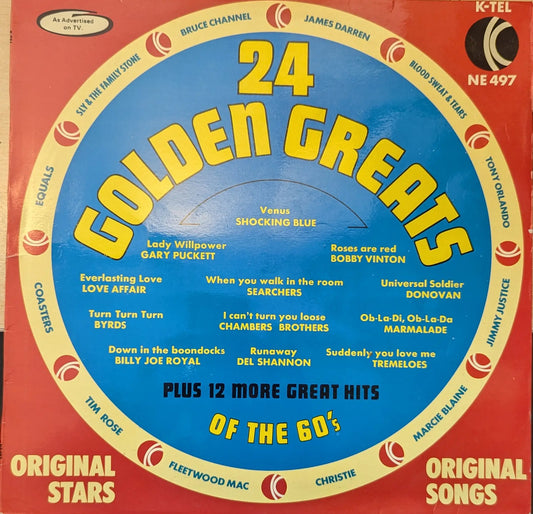 As Advertised
on TV.
K-TEL
NE 497
BRUCE CHANNEL
JAMES DARREN
BLOOD SWEAT & TEARS
TONY ORLANDO
JIMMY JUSTICE
MARCIE BLAINE
CHRISTIE
FLEETWOOD MAC
TIM ROSE
COASTERS
EQUALS
SLY & THE FAMILY STONE
24
GOLDEN GREATS
Venus
SHOCKING BLUE
Lady Willpower
GARY PUCKETT
Roses are red
BOBBY VINTON
Everlasting Love
LOVE AFFAIR
When you walk in the room
SEARCHERS
Universal Soldier
DONOVAN
Turn Turn Turn
BYRDS
I can't turn you loose
CHAMBERS BROTHERS
Ob-La-Di, Ob-La-Da
MARMALADE
Down in the boondocks
BILLY JOE ROYAL
Runaway
DEL SHANNON
Suddenly you love me
TREMELOES
PLUS 12 MORE GREAT HITS
OF THE 60's
ORIGINAL
STARS
ORIGINAL
SONGS